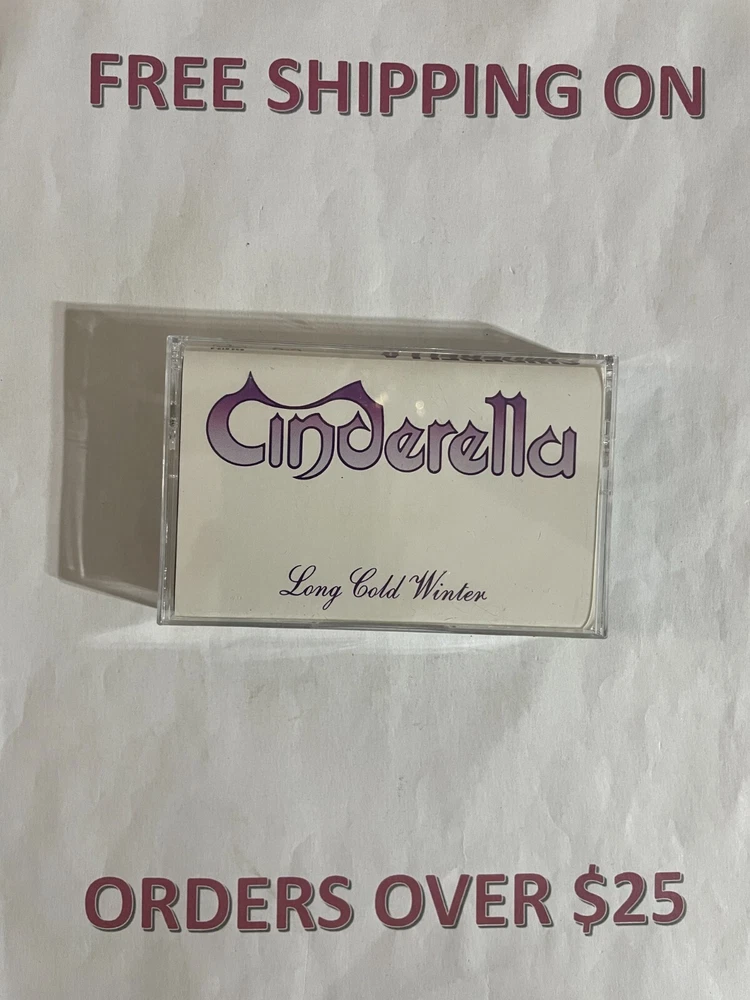 FREE SHIPPING ON
Cinderella
Long Cold Winter
ORDERS OVER $25